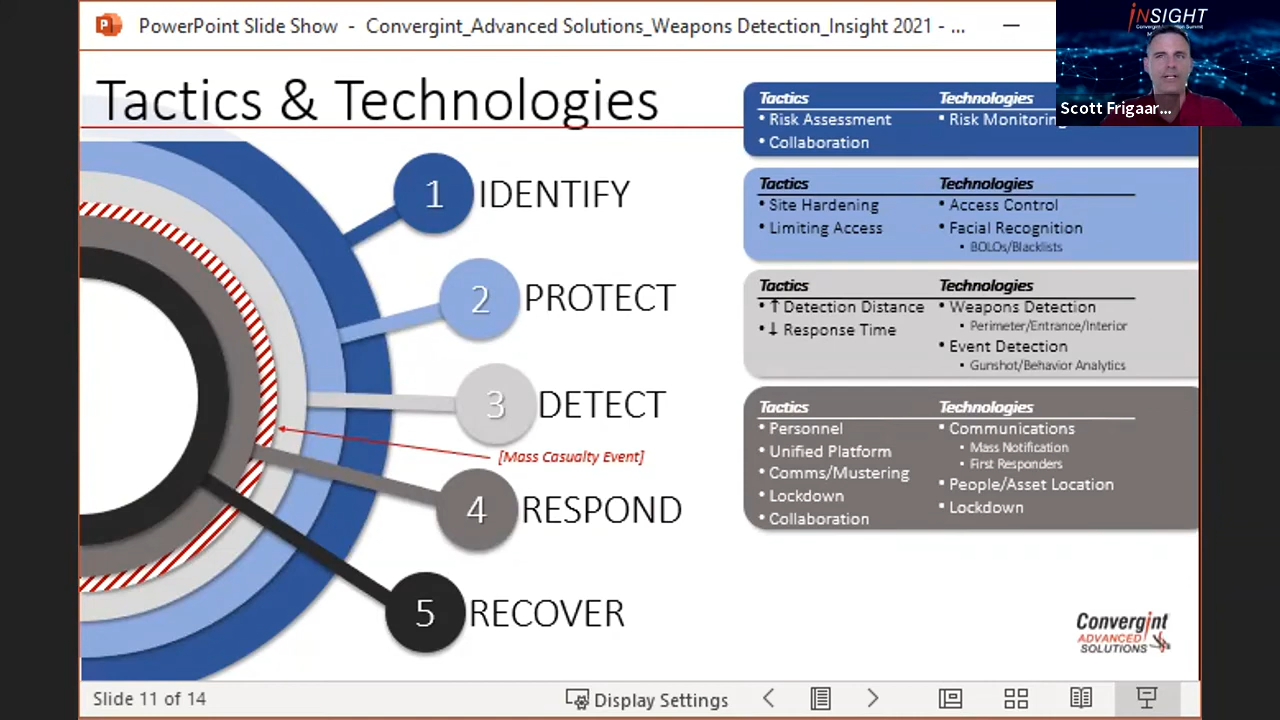 PowerPoint Slide Show - Convergint_Advanced Solutions_Weapons Detection_Insight 2021 - ...
iNSIGHT
Scott Frigaar...
Tactics & Technologies
1 IDENTIFY
2 PROTECT
3 DETECT
[Mass Casualty Event]
4 RESPOND
5 RECOVER
Tactics Technologies
• Risk Assessment • Risk Monitoring
• Collaboration
Tactics Technologies
• Site Hardening • Access Control
• Limiting Access • Facial Recognition
• BOLOs/Blacklists
Tactics Technologies
• ↑ Detection Distance • Weapons Detection
• Perimeter/Entrance/Interior
• ↓ Response Time
• Event Detection
• Gunshot/Behavior Analytics
Tactics Technologies
• Personnel • Communications
• Mass Notification
• Unified Platform
• First Responders
• Comms/Mustering
• People/Asset Location
• Lockdown
• Lockdown
• Collaboration
Convergint
ADVANCED
SOLUTIONS
Slide 11 of 14
Display Settings